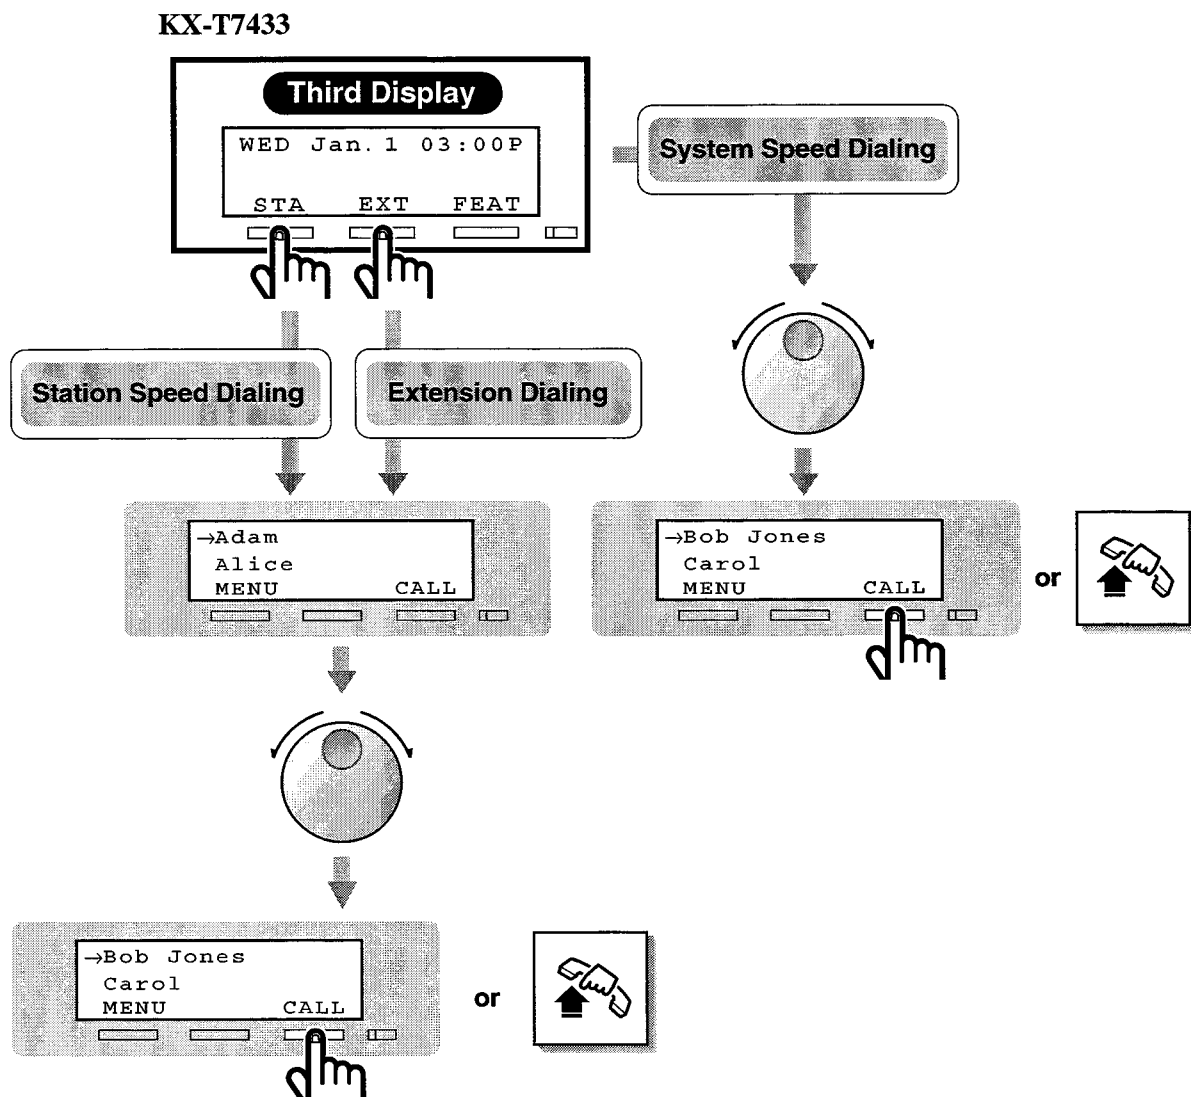 KX-T7433
Third Display
WED Jan. 1 03:00P
STA EXT FEAT
System Speed Dialing
Station Speed Dialing
Extension Dialing
→Adam
Alice
MENU CALL
→Bob Jones
Carol
MENU CALL
or
→Bob Jones
Carol
MENU CALL
or